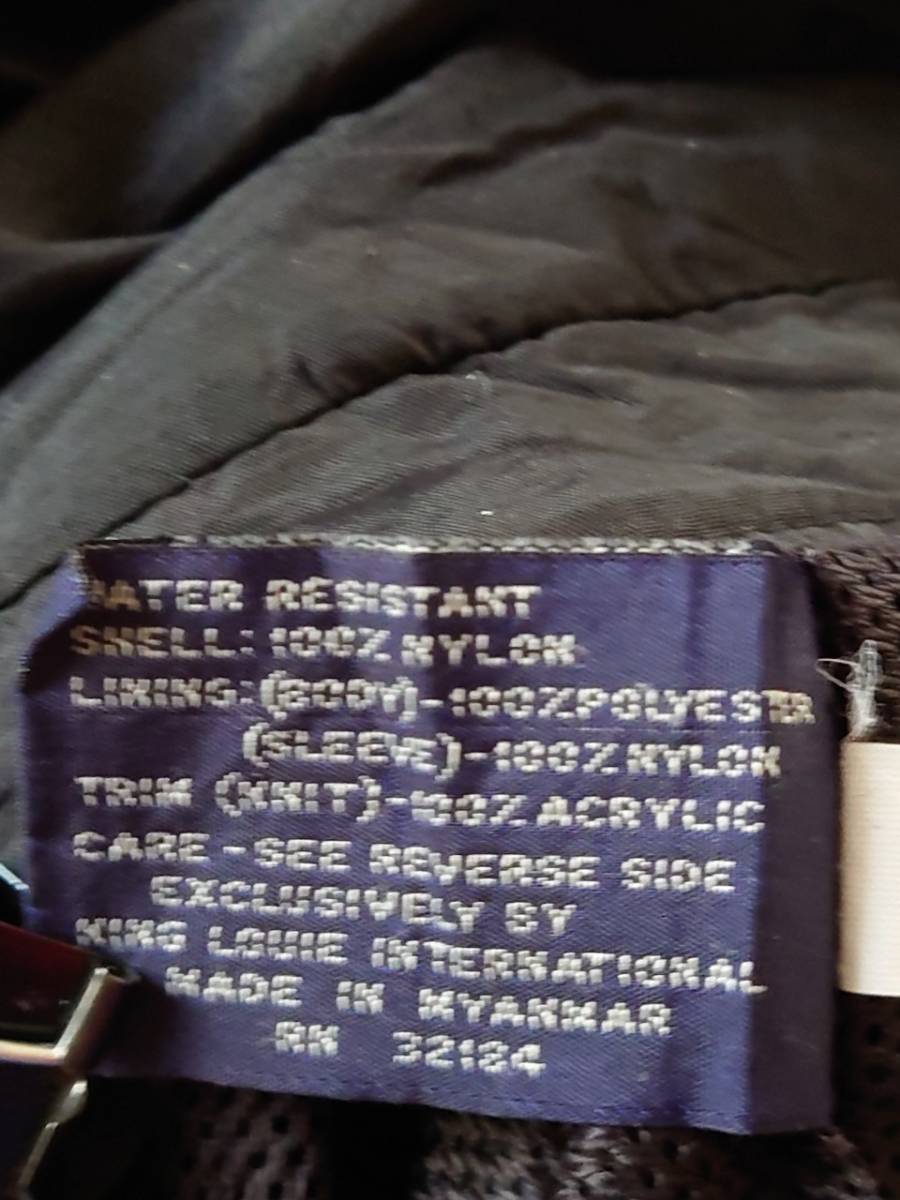 WATER RESISTANT
SHELL: 100% NYLON
LINING: (BODY)-100% POLYESTER
(SLEEVE)-100% NYLON
TRIM (KNIT)-100% ACRYLIC
CARE - SEE REVERSE SIDE
EXCLUSIVELY BY
KING LOUIE INTERNATIONAL
MADE IN MYANMAR
RN 32184